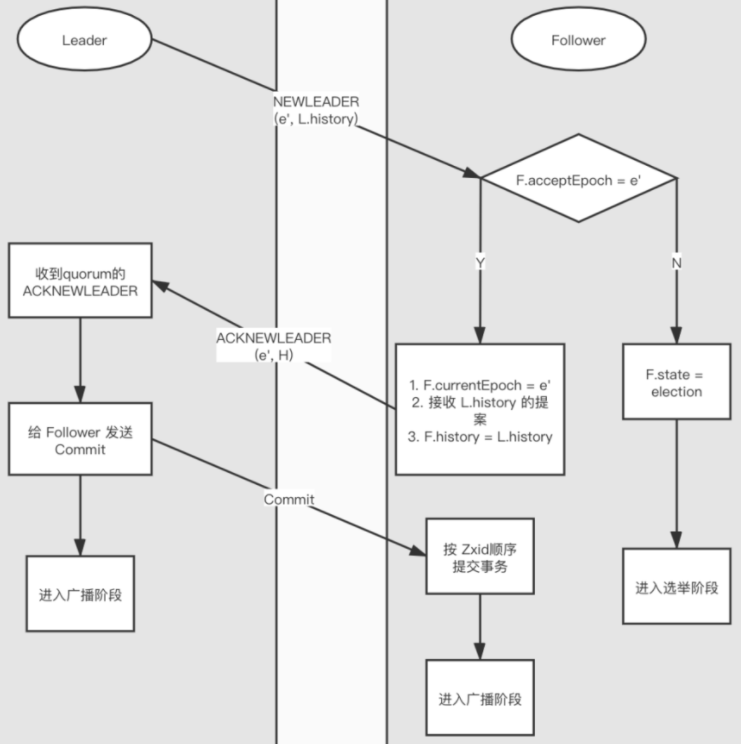 Leader
Follower
NEWLEADER
(e', L.history)
F.acceptEpoch = e'
Y
N
收到quorum的
ACKNEWLEADER
ACKNEWLEADER
(e', H)
1. F.currentEpoch = e'
2. 接收 L.history 的提
案
3. F.history = L.history
F.state =
election
给 Follower 发送
Commit
Commit
按 Zxid顺序
提交事务
进入广播阶段
进入选举阶段
进入广播阶段